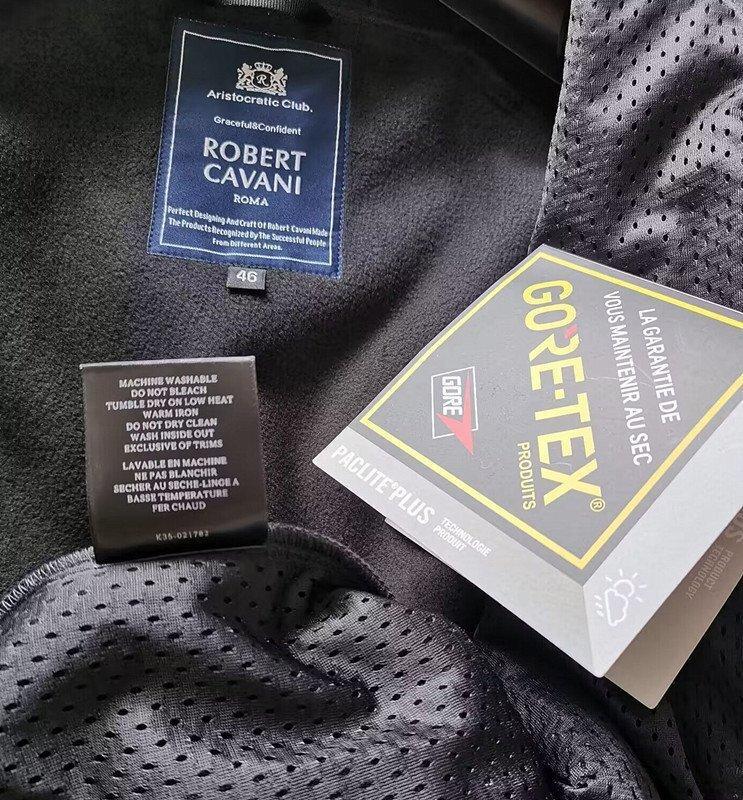 R
Aristocratic Club.
Graceful&Confident
ROBERT
CAVANI
ROMA
Perfect Designing And Craft Of Robert Cavani Made
The Products Recognized By The Successful People
From Different Areas.
46
MACHINE WASHABLE
DO NOT BLEACH
TUMBLE DRY ON LOW HEAT
WARM IRON
DO NOT DRY CLEAN
WASH INSIDE OUT
EXCLUSIVE OF TRIMS
LAVABLE EN MACHINE
NE PAS BLANCHIR
SECHER AU SECHE-LINGE A
BASSE TEMPERATURE
FER CHAUD
K35-021782
LA GARANTIE DE
VOUS MAINTENIR AU SEC
GORE-TEX®
PRODUITS
GORE
PACLITE® PLUS
TECHNOLOGIE
PRODUIT
PRODUCT
TECHNOLOGY